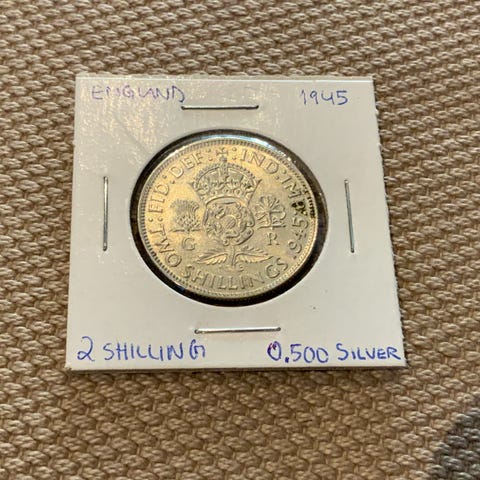 ENGLAND 1945
FID: DEF: IND: IMP
1945
G R
TWO SHILLINGS
2 SHILLING 0.500 SILVER